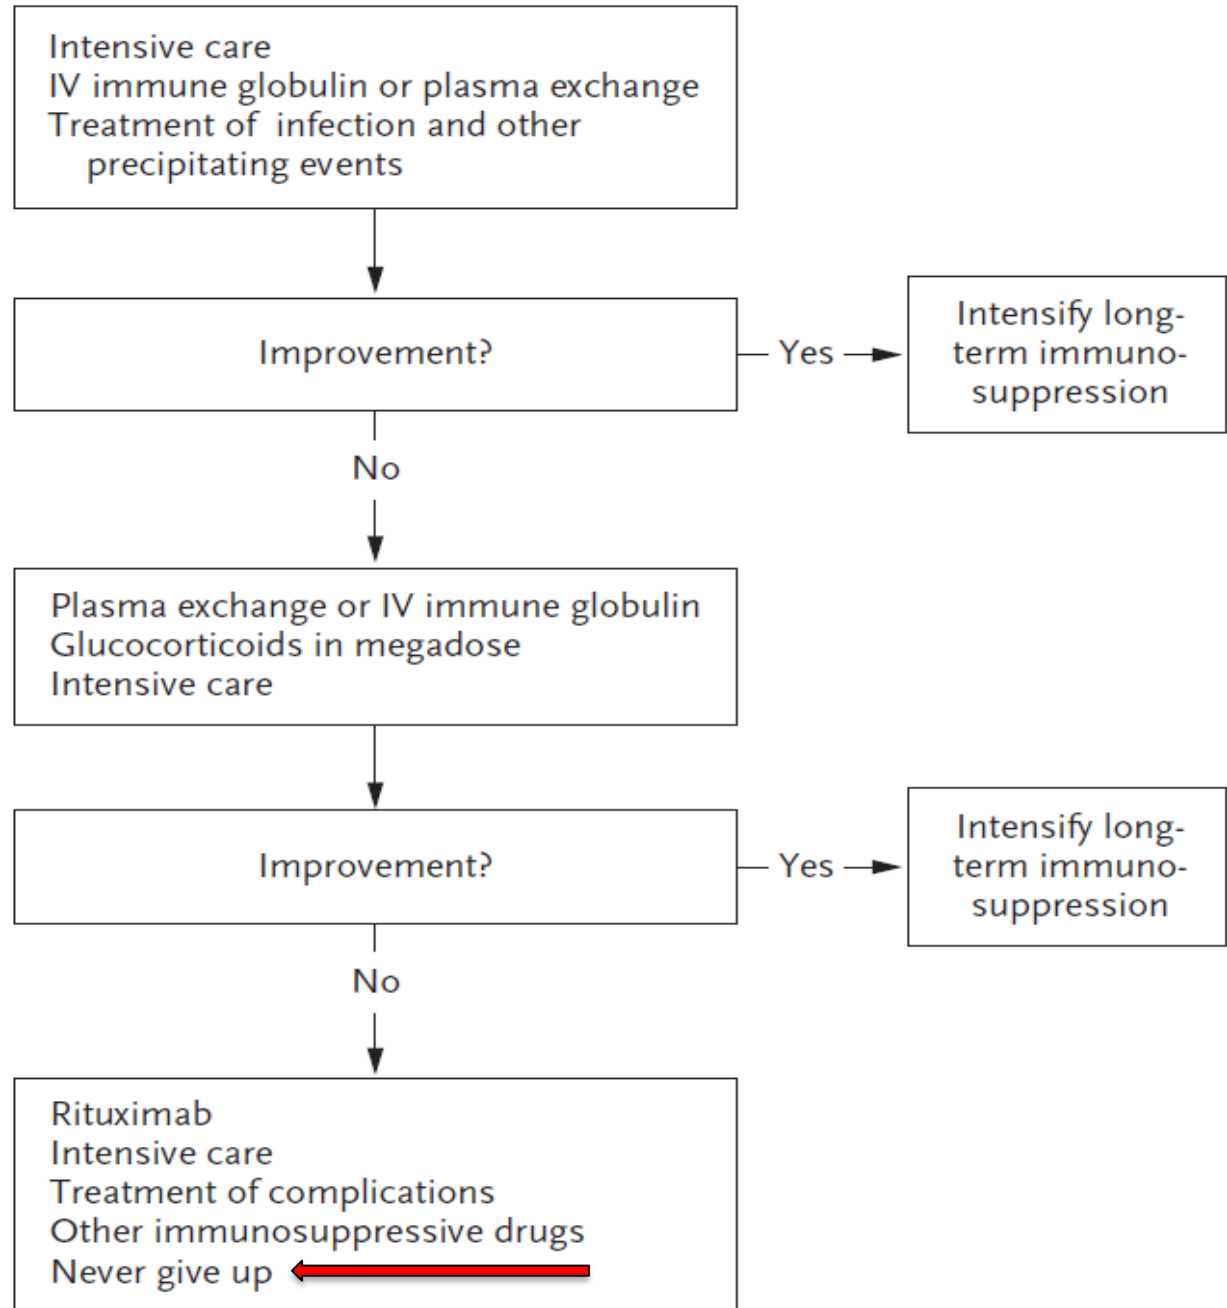 Intensive care
IV immune globulin or plasma exchange
Treatment of infection and other
precipitating events
Improvement?
Yes
Intensify long-
term immuno-
suppression
No
Plasma exchange or IV immune globulin
Glucocorticoids in megadose
Intensive care
Improvement?
Yes
Intensify long-
term immuno-
suppression
No
Rituximab
Intensive care
Treatment of complications
Other immunosuppressive drugs
Never give up